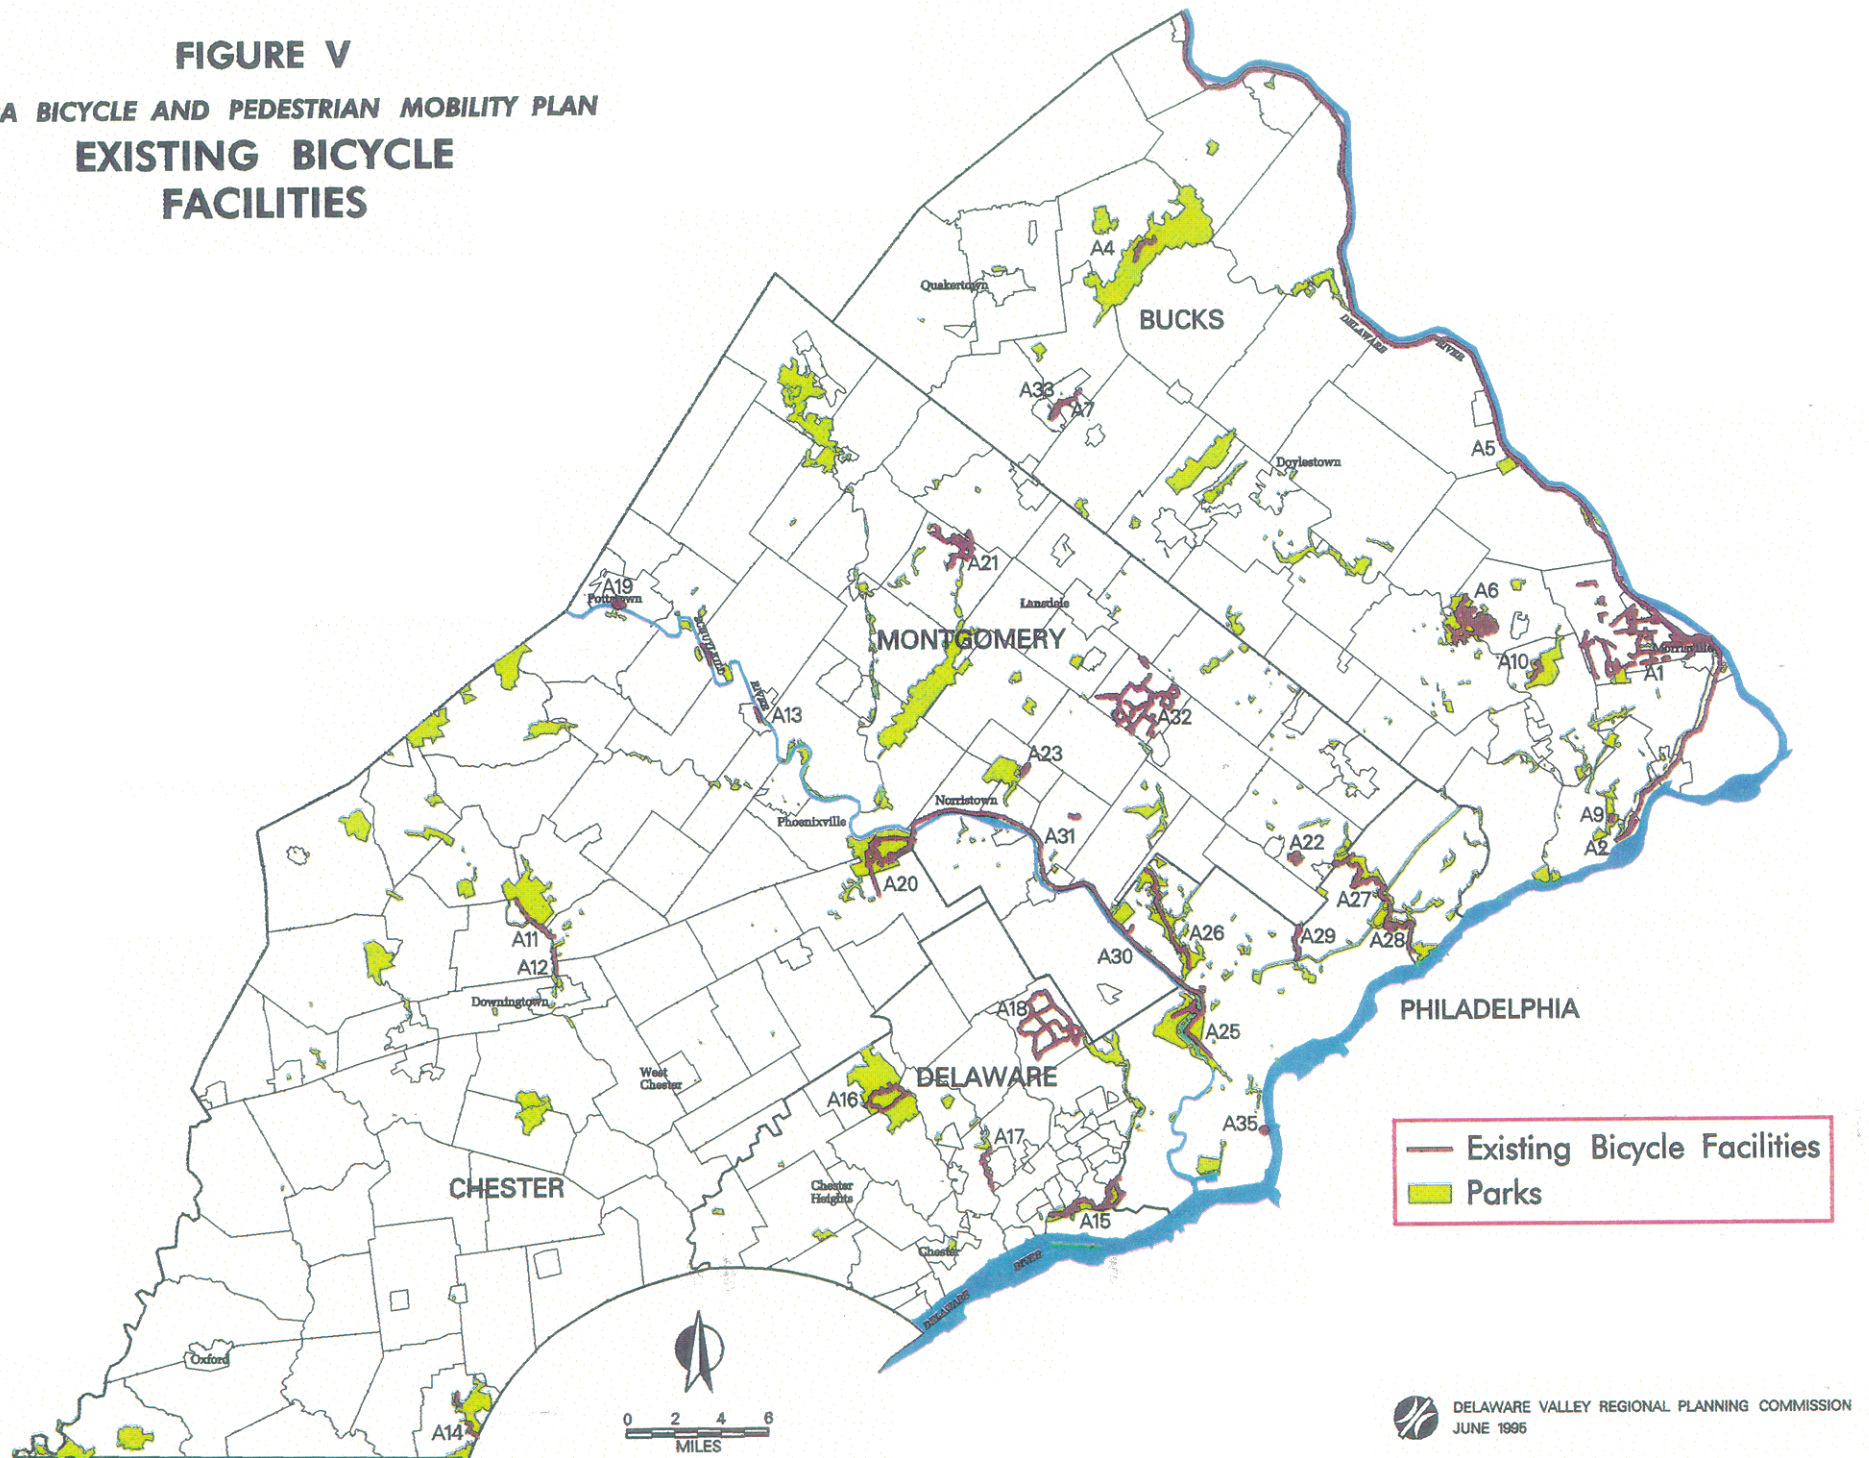 FIGURE V
A BICYCLE AND PEDESTRIAN MOBILITY PLAN
EXISTING BICYCLE
FACILITIES
A4
Quakertown
BUCKS
DELAWARE
RIVER
A33
A7
A5
Doylestown
A21
A19
Pottstown
Lansdale
A6
SCHUYLKILL
RIVER
MONTGOMERY
Morrisville
A10
A1
A13
A32
A23
Norristown
Phoenixville
A9
A2
A31
A22
A20
A27
A11
A26
A29
A28
A12
A30
Downingtown
A18
PHILADELPHIA
A25
West
Chester
DELAWARE
A16
A35
A17
Existing Bicycle Facilities
Parks
CHESTER
Chester
Heights
A15
Chester
RIVER
DELAWARE
Oxford
A14
0 2 4 6
MILES
DELAWARE VALLEY REGIONAL PLANNING COMMISSION
JUNE 1995